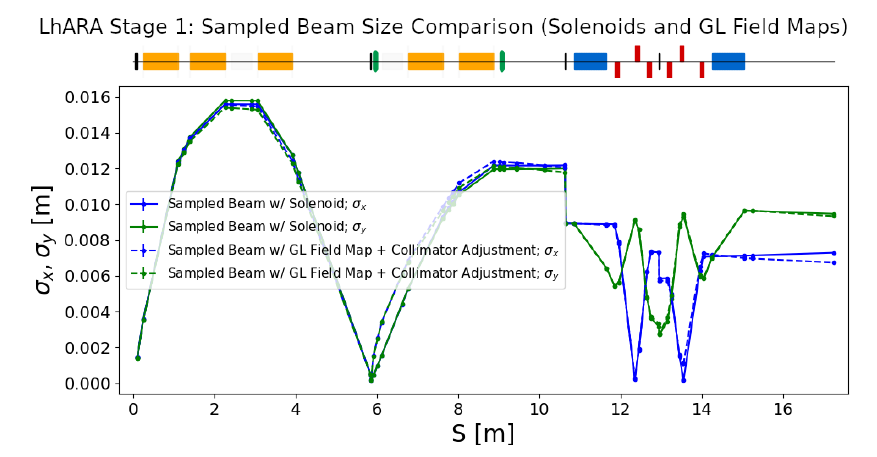 LhARA Stage 1: Sampled Beam Size Comparison (Solenoids and GL Field Maps)
0.016
0.014
0.012
0.010
0.008
0.006
0.004
0.002
0.000
σx, σy [m]
Sampled Beam w/ Solenoid; σx
Sampled Beam w/ Solenoid; σy
Sampled Beam w/ GL Field Map + Collimator Adjustment; σx
Sampled Beam w/ GL Field Map + Collimator Adjustment; σy
0 2 4 6 8 10 12 14 16
S [m]